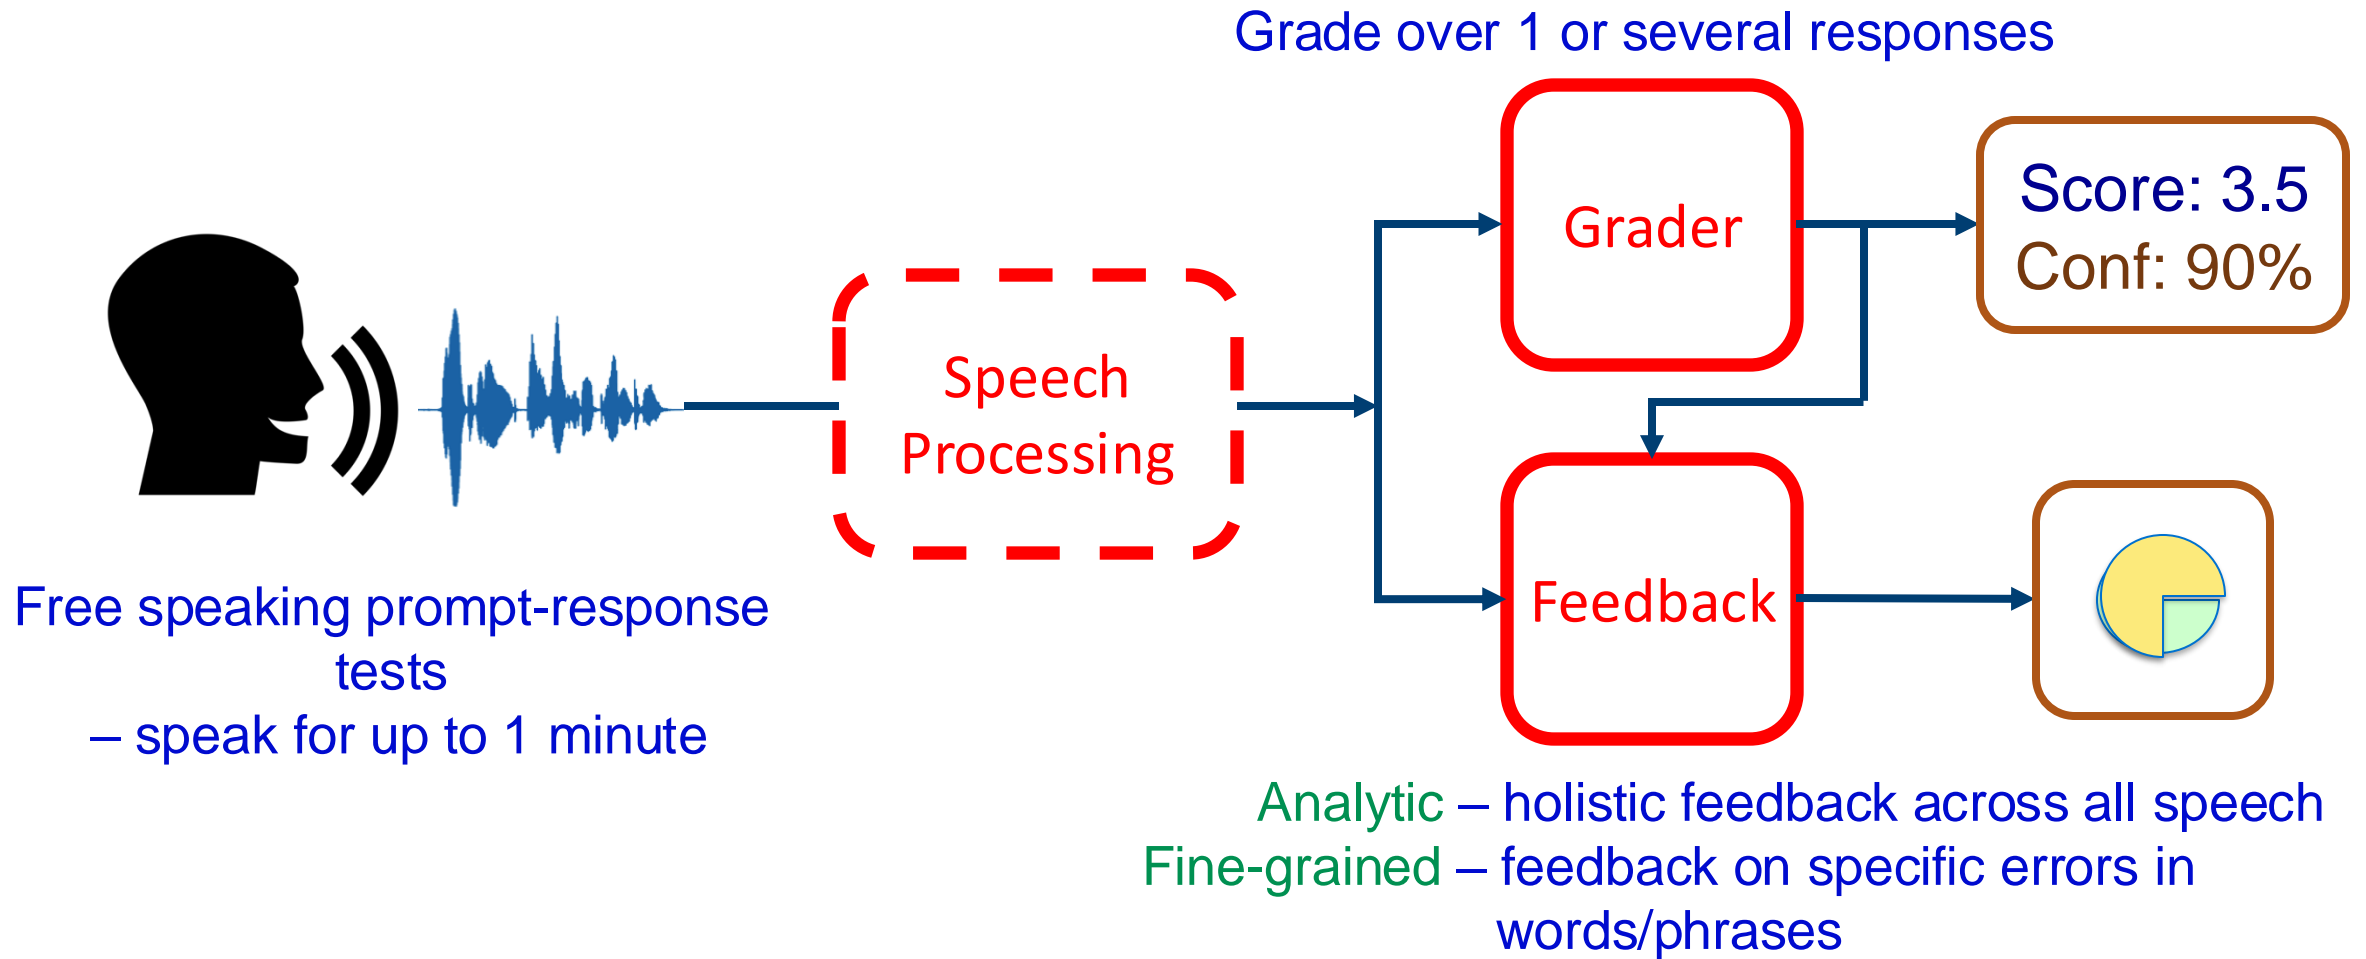 Grade over 1 or several responses
Grader
Score: 3.5
Conf: 90%
Speech
Processing
Feedback
Free speaking prompt-response
tests
– speak for up to 1 minute
Analytic – holistic feedback across all speech
Fine-grained – feedback on specific errors in
words/phrases